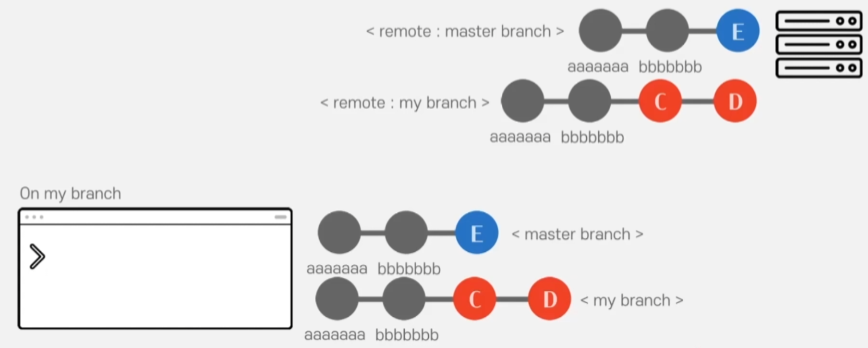 < remote : master branch >
E
aaaaaaa bbbbbbb
< remote : my branch >
C
D
aaaaaaa bbbbbbb
On my branch
E
< master branch >
aaaaaaa bbbbbbb
C
D
< my branch >
aaaaaaa bbbbbbb